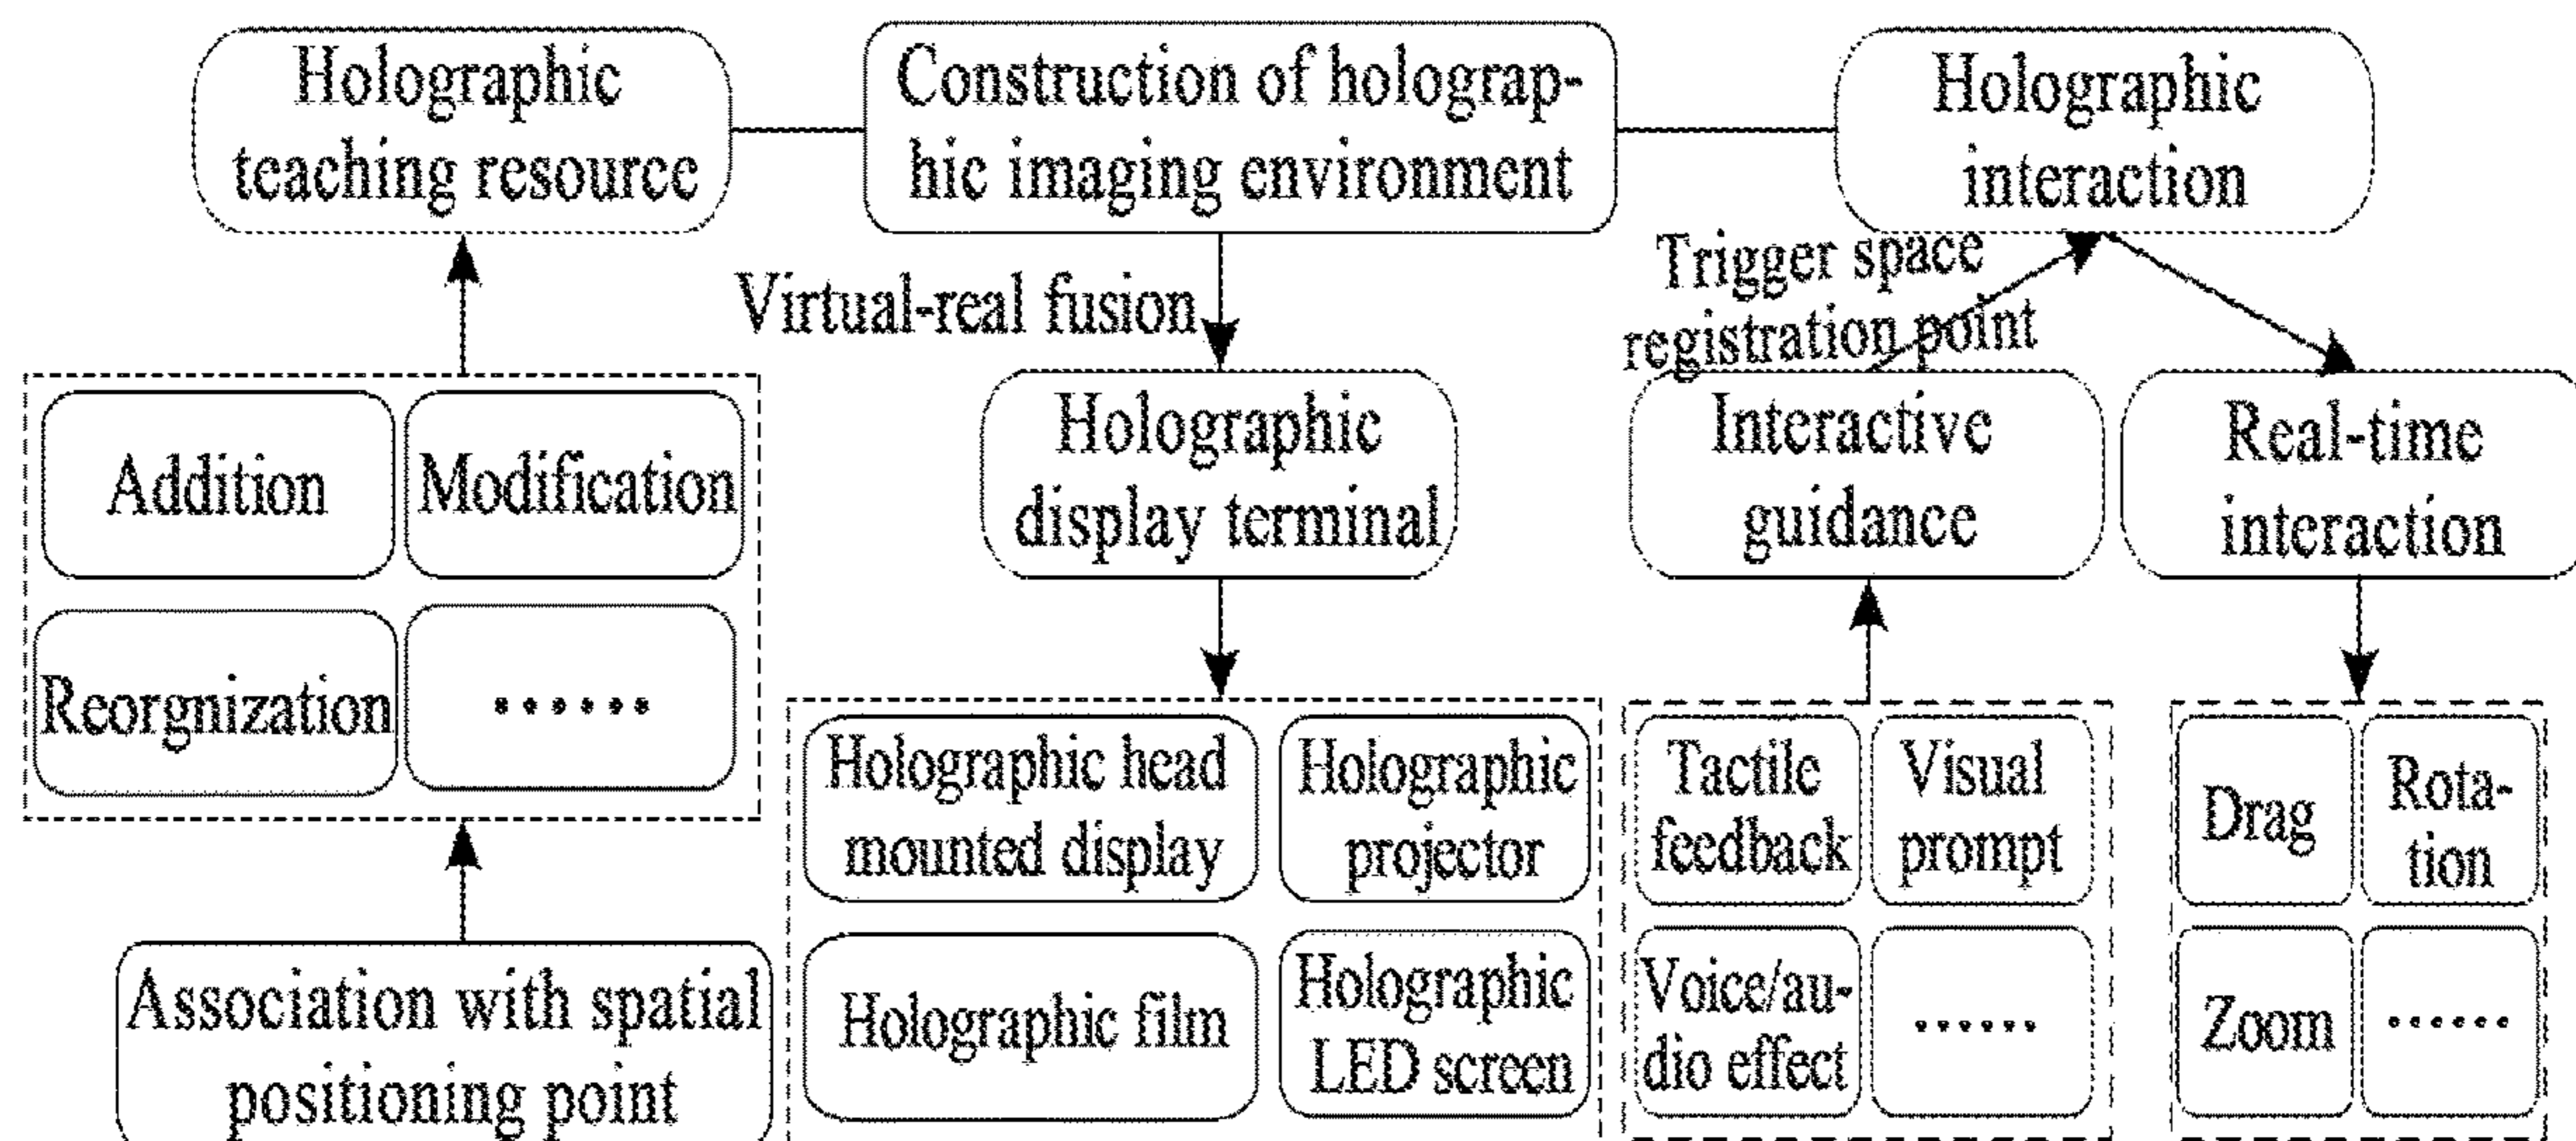 Holographic
teaching resource
Construction of holograp-
hic imaging environment
Holographic
interaction
Virtual-real fusion
Trigger space
registration point
Addition
Modification
Reorgnization
......
Holographic
display terminal
Interactive
guidance
Real-time
interaction
Association with spatial
positioning point
Holographic head
mounted display
Holographic
projector
Holographic film
Holographic
LED screen
Tactile
feedback
Visual
prompt
Voice/au-
dio effect
......
Drag
Rota-
tion
Zoom
......